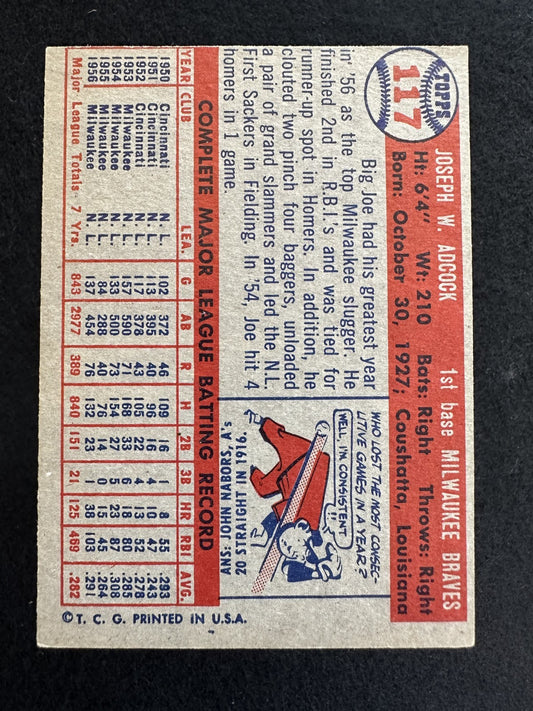 TOPPS
117
JOSEPH W. ADCOCK 1st base MILWAUKEE BRAVES
Ht: 6'4" Wt: 210 Bats: Right Throws: Right
Born: October 30, 1927; Coushatta, Louisiana
Big Joe had his greatest year
in '56 as the top Milwaukee slugger. He
finished 2nd in R.B.I.'s and was tied for
runner-up spot in Homers. In addition, he
clouted two pinch four baggers, unloaded
a pair of grand slammers and led the N.L.
First Sackers in Fielding. In '54, Joe hit 4
homers in 1 game.
WHO LOST THE MOST CONSEC-
UTIVE GAMES IN A YEAR?
WELL, I'M
CONSISTENT!
ANS: JOHN NABORS, A's
20 STRAIGHT IN 1916.
COMPLETE MAJOR LEAGUE BATTING RECORD
YEAR CLUB LEA. G AB R H 2B 3B HR RBI AVG.
1950 Cincinnati N.L. 102 372 46 109 16 1 8 55 .293
1951 Cincinnati N.L. 113 395 40 96 16 4 10 47 .243
1952 Cincinnati N.L. 117 378 43 105 22 4 13 52 .278
1953 Milwaukee N.L. 157 590 71 168 33 6 18 80 .285
1954 Milwaukee N.L. 133 500 73 154 27 5 23 87 .308
1955 Milwaukee N.L. 84 288 40 76 14 0 15 45 .264
1956 Milwaukee N.L. 137 454 76 132 23 1 38 103 .291
Major League Totals 7 Yrs. 843 2977 389 840 151 21 125 469 .282
© T. C. G. PRINTED IN U.S.A.